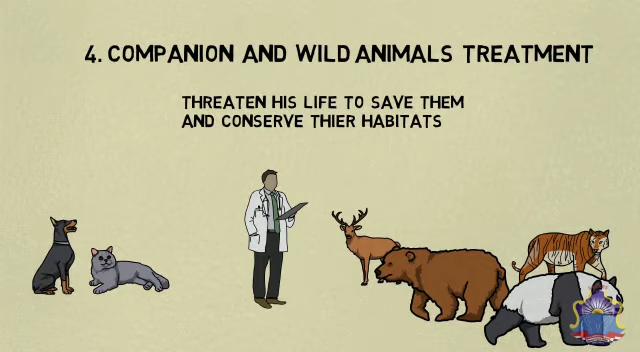 4. COMPANION AND WILD ANIMALS TREATMENT
THREATEN HIS LIFE TO SAVE THEM
AND CONSERVE THIER HABITATS